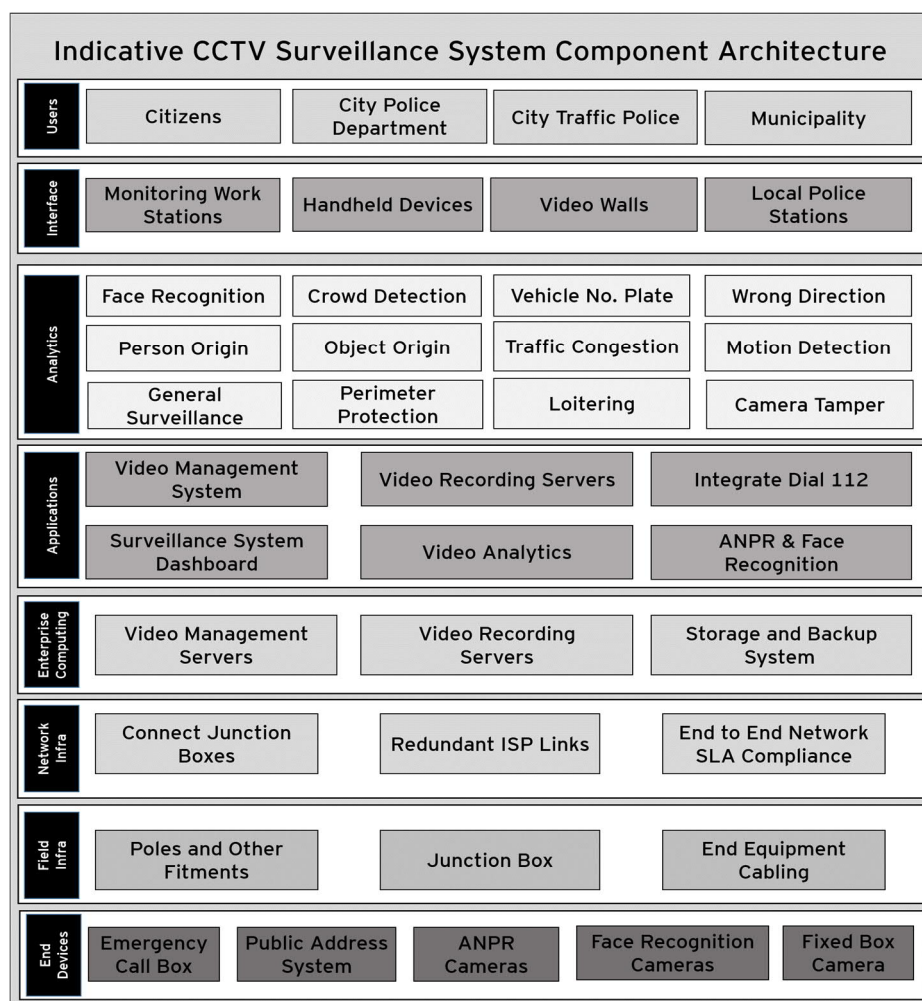 Indicative CCTV Surveillance System Component Architecture
Users
Citizens
City Police
Department
City Traffic Police
Municipality
Interface
Monitoring Work
Stations
Handheld Devices
Video Walls
Local Police
Stations
Analytics
Face Recognition
Crowd Detection
Vehicle No. Plate
Wrong Direction
Person Origin
Object Origin
Traffic Congestion
Motion Detection
General
Surveillance
Perimeter
Protection
Loitering
Camera Tamper
Applications
Video Management
System
Video Recording Servers
Integrate Dial 112
Surveillance System
Dashboard
Video Analytics
ANPR & Face
Recognition
Enterprise
Computing
Video Management
Servers
Video Recording
Servers
Storage and Backup
System
Network
Infra
Connect Junction
Boxes
Redundant ISP Links
End to End Network
SLA Compliance
Field
Infra
Poles and Other
Fitments
Junction Box
End Equipment
Cabling
End
Devices
Emergency
Call Box
Public Address
System
ANPR
Cameras
Face Recognition
Cameras
Fixed Box
Camera